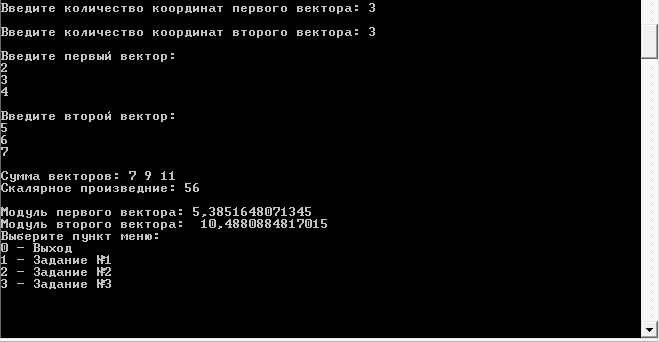 Введите количество координат первого вектора: 3
Введите количество координат второго вектора: 3
Введите первый вектор:
2
3
4
Введите второй вектор:
5
6
7
Сумма векторов: 7 9 11
Скалярное произведние: 56
Модуль первого вектора: 5,3851648071345
Модуль второго вектора:  10,4880884817015
Выберите пункт меню:
0 - Выход
1 - Задание №1
2 - Задание №2
3 - Задание №3